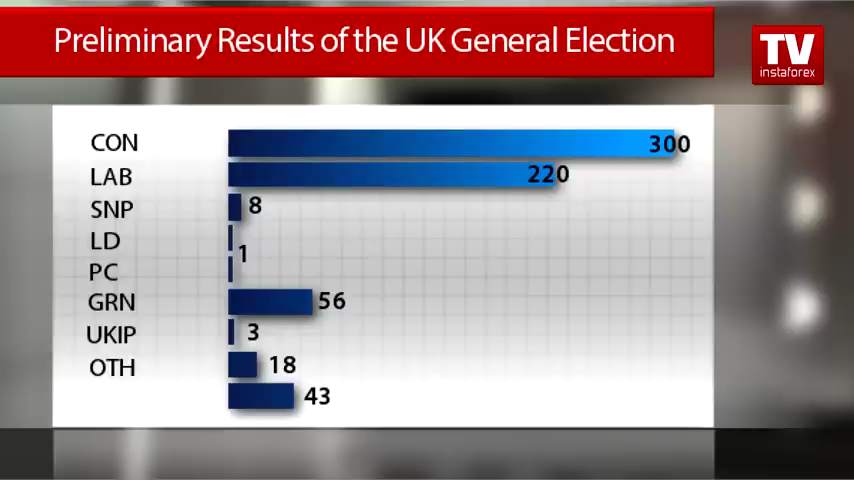 Preliminary Results of the UK General Election
TV
instaforex
CON 300
LAB 220
SNP 8
LD
1
PC
GRN 56
UKIP 3
OTH 18
43